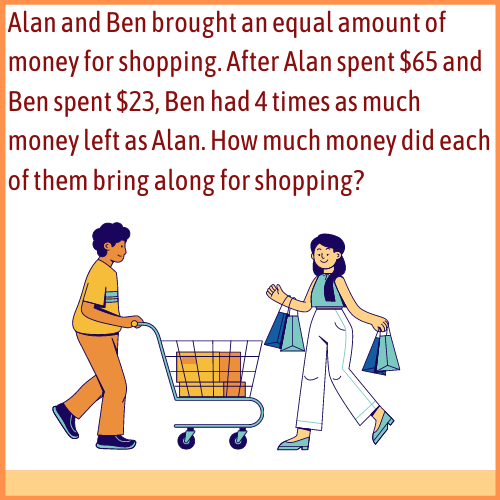 Alan and Ben brought an equal amount of
money for shopping. After Alan spent $65 and
Ben spent $23, Ben had 4 times as much
money left as Alan. How much money did each
of them bring along for shopping?